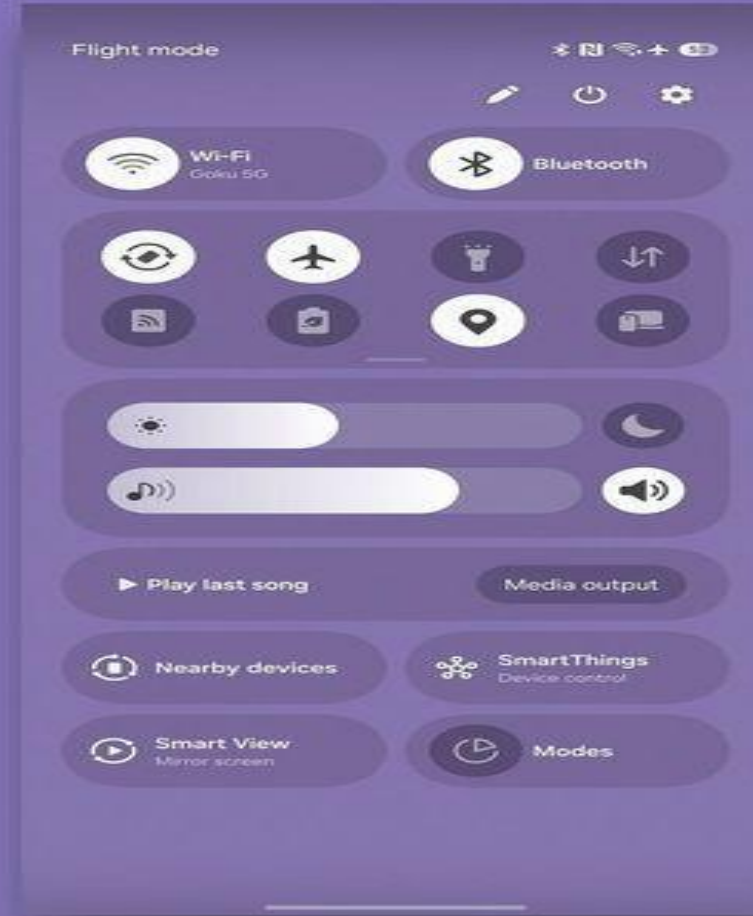 Flight mode
Wi-Fi
Goku 5G
Bluetooth
Play last song
Media output
Nearby devices
SmartThings
Device control
Smart View
Mirror screen
Modes